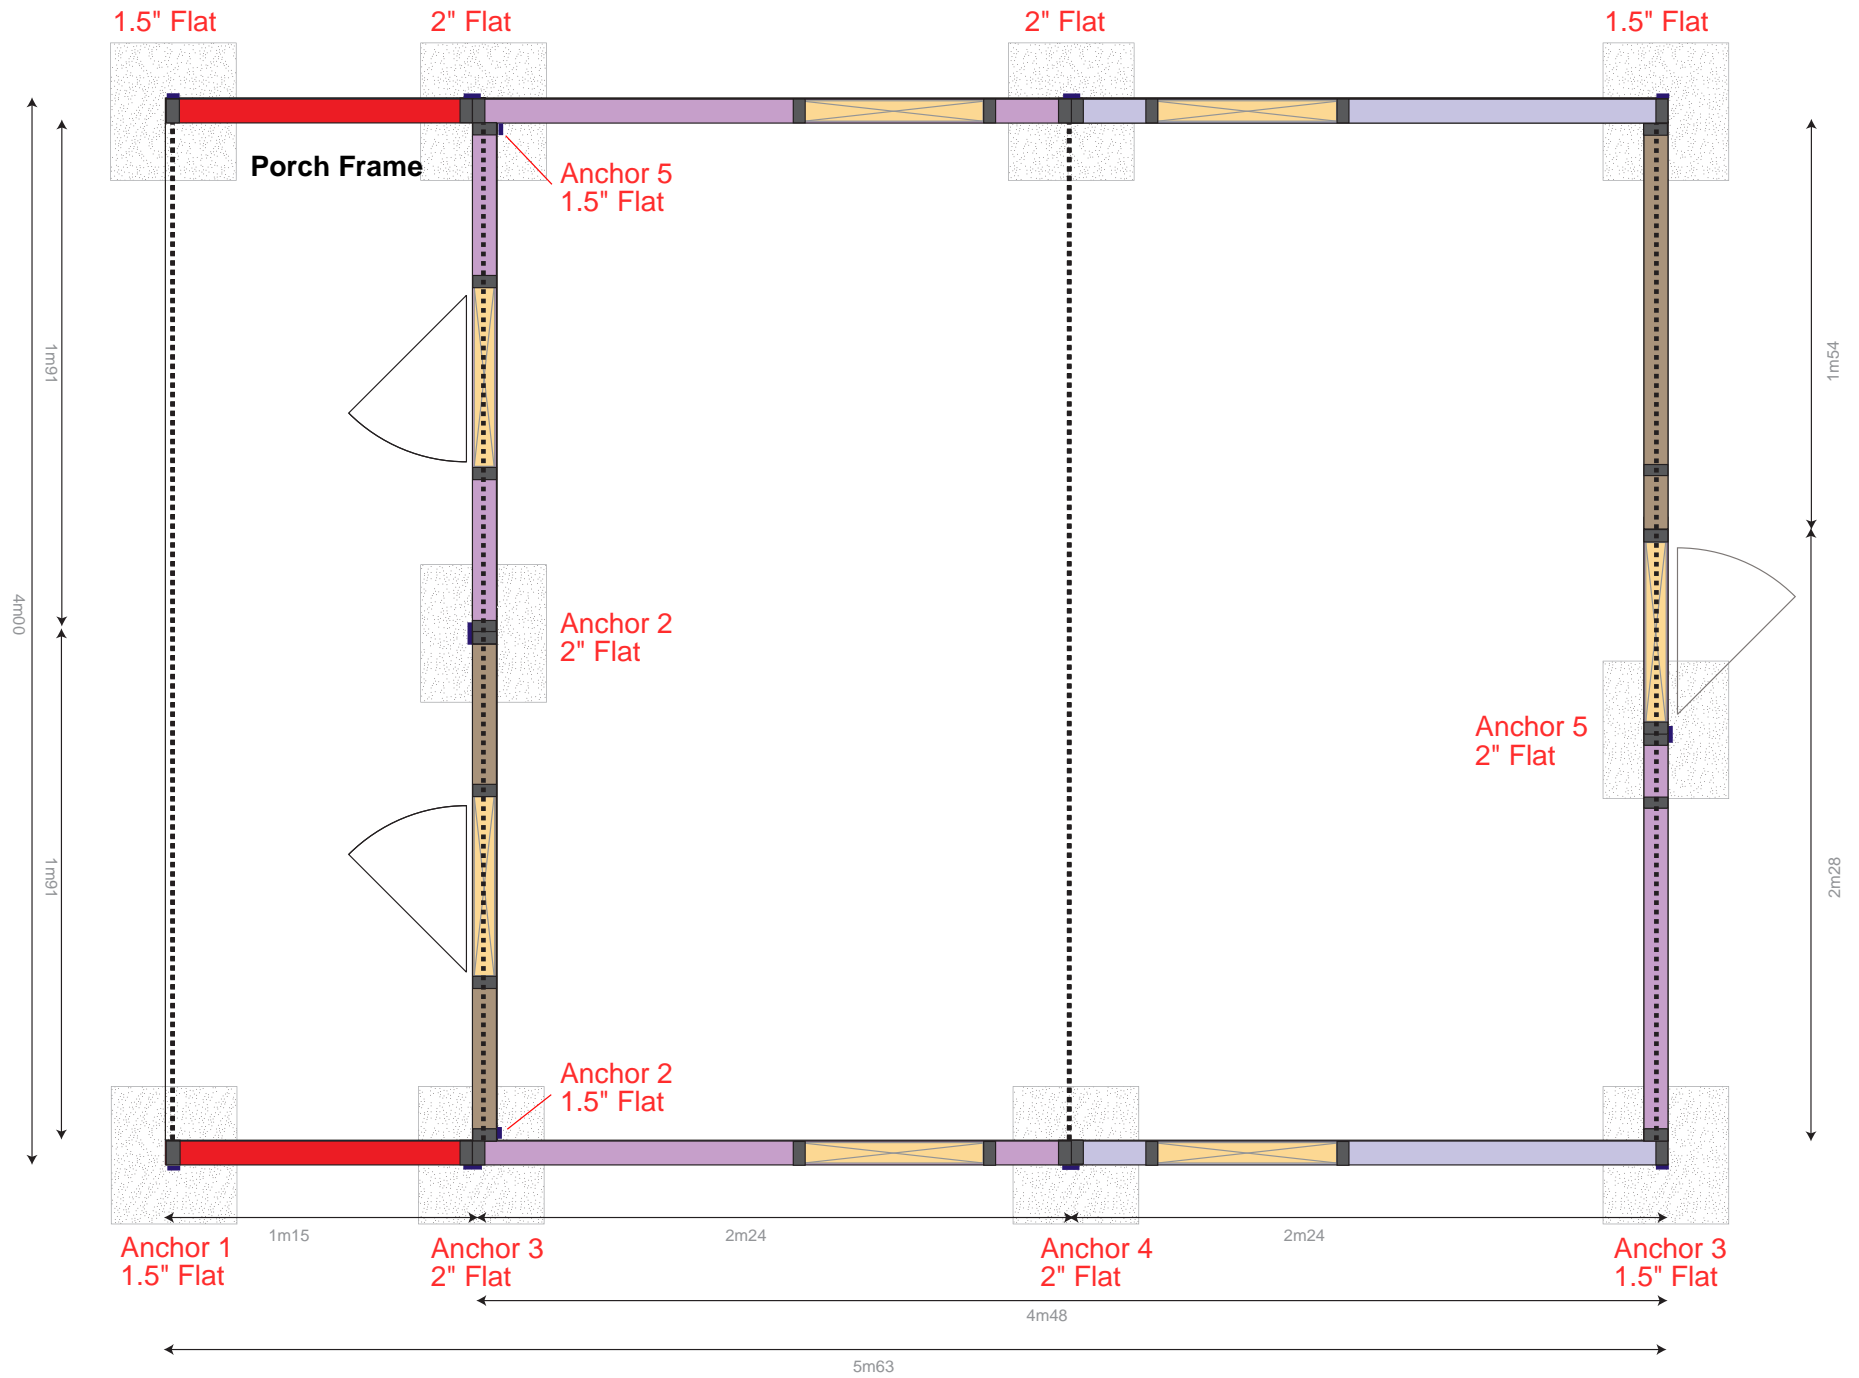 1.5" Flat
2" Flat
2" Flat
1.5" Flat
Porch Frame
Anchor 5
1.5" Flat
1m91
1m54
4m00
Anchor 2
2" Flat
Anchor 5
2" Flat
1m91
2m28
Anchor 2
1.5" Flat
1m15
2m24
2m24
Anchor 1
1.5" Flat
Anchor 3
2" Flat
Anchor 4
2" Flat
Anchor 3
1.5" Flat
4m48
5m63